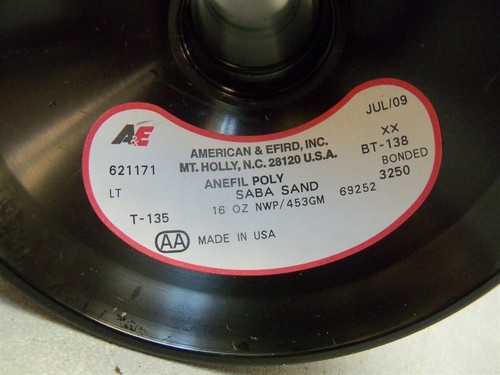 JUL/09
A&E
AMERICAN & EFIRD, INC.
XX
MT. HOLLY, N.C. 28120 U.S.A.
BT-138
621171
ANEFIL POLY
BONDED
LT
SABA SAND
69252
3250
T-135
16 OZ NWP/453GM
AA
MADE IN USA